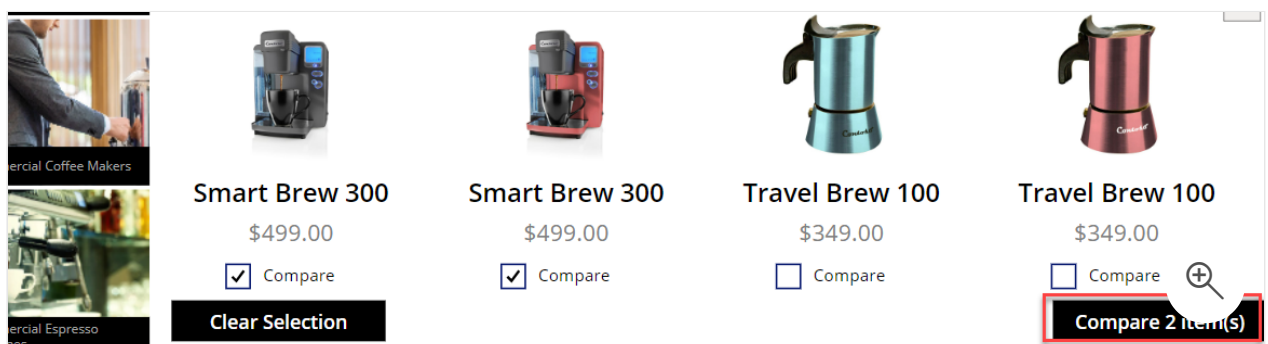 ercial Coffee Makers
Smart Brew 300
Smart Brew 300
Travel Brew 100
Travel Brew 100
$499.00
$499.00
$349.00
$349.00
Compare
Compare
Compare
Compare
ercial Espresso
Clear Selection
Compare 2 item(s)